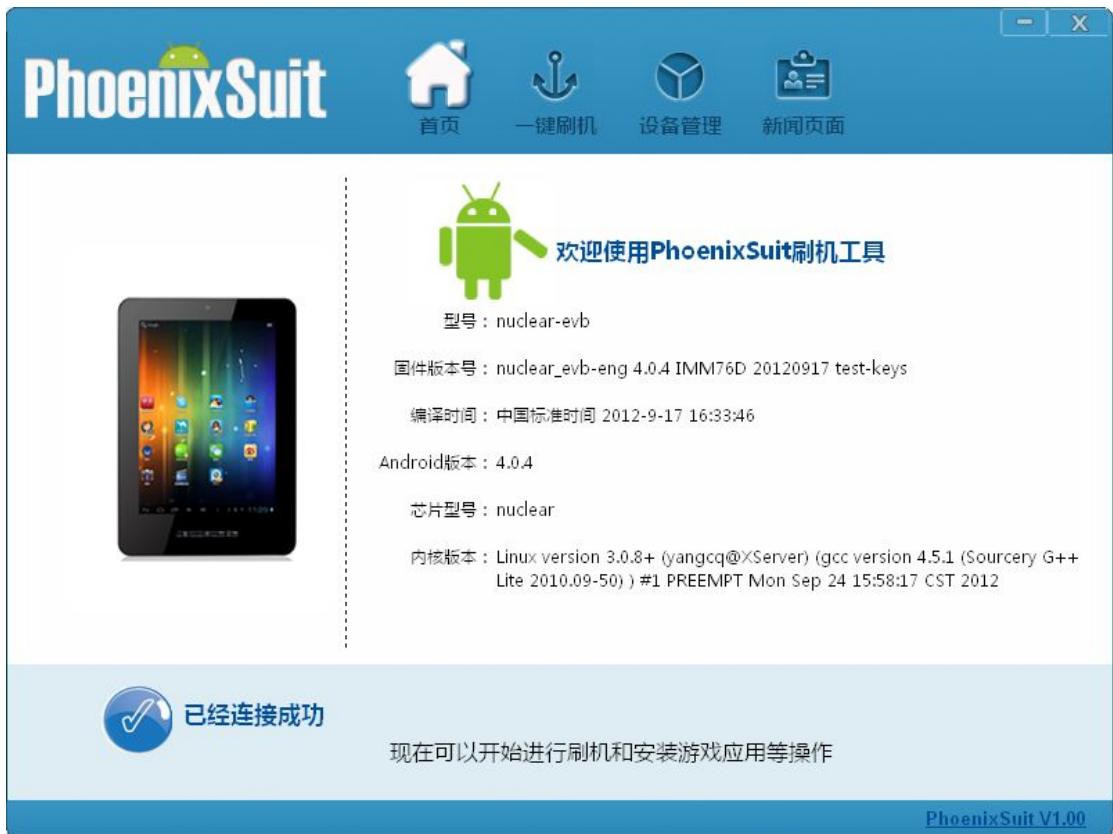 PhoenixSuit
首页
一键刷机
设备管理
新闻页面
X
欢迎使用PhoenixSuit刷机工具
型号：nuclear-evb
固件版本号：nuclear_evb-eng 4.0.4 IMM76D 20120917 test-keys
编译时间：中国标准时间 2012-9-17 16:33:46
Android版本：4.0.4
芯片型号：nuclear
内核版本：Linux version 3.0.8+ (yangcq@XServer) (gcc version 4.5.1 (Sourcery G++
Lite 2010.09-50) ) #1 PREEMPT Mon Sep 24 15:58:17 CST 2012
已经连接成功
现在可以开始进行刷机和安装游戏应用等操作
PhoenixSuit V1.00